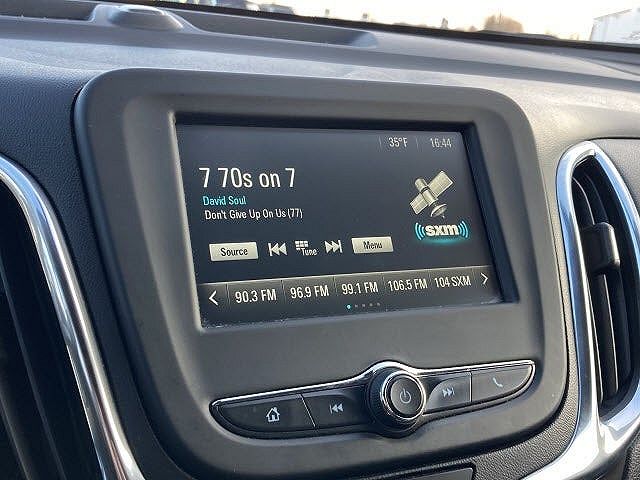 35°F 16:44
7 70s on 7
David Soul
Don't Give Up On Us (77)
sxm
Source Tune Menu
90.3 FM 96.9 FM 99.1 FM 106.5 FM 104 SXM